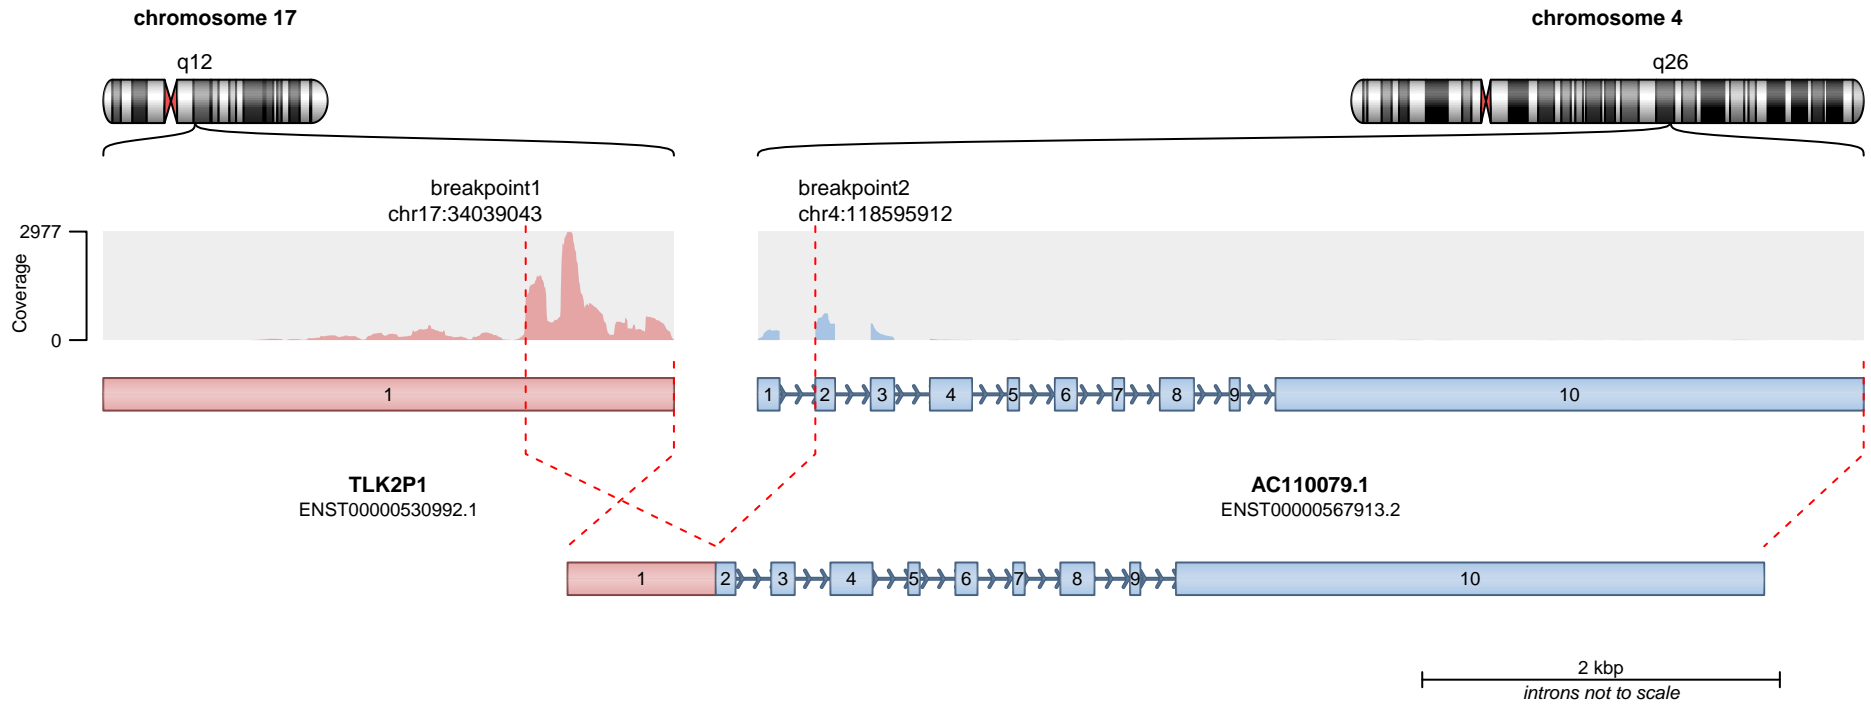 chromosome 17
chromosome 4
q12
q26
breakpoint1
chr17:34039043
breakpoint2
chr4:118595912
2977
Coverage
0
1
1 2 3 4 5 6 7 8 9 10
TLK2P1
ENST00000530992.1
AC110079.1
ENST00000567913.2
1 2 3 4 5 6 7 8 9 10
2 kbp
introns not to scale